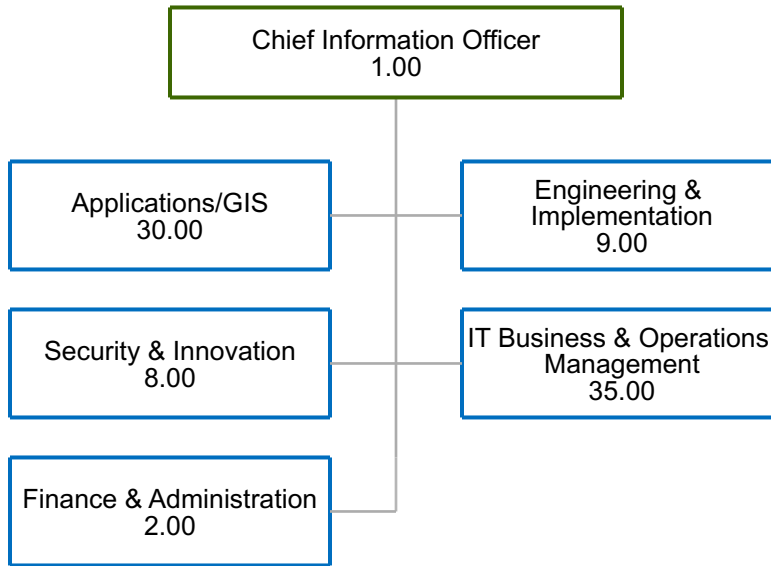 Chief Information Officer
1.00
Applications/GIS
30.00
Engineering &
Implementation
9.00
Security & Innovation
8.00
IT Business & Operations
Management
35.00
Finance & Administration
2.00